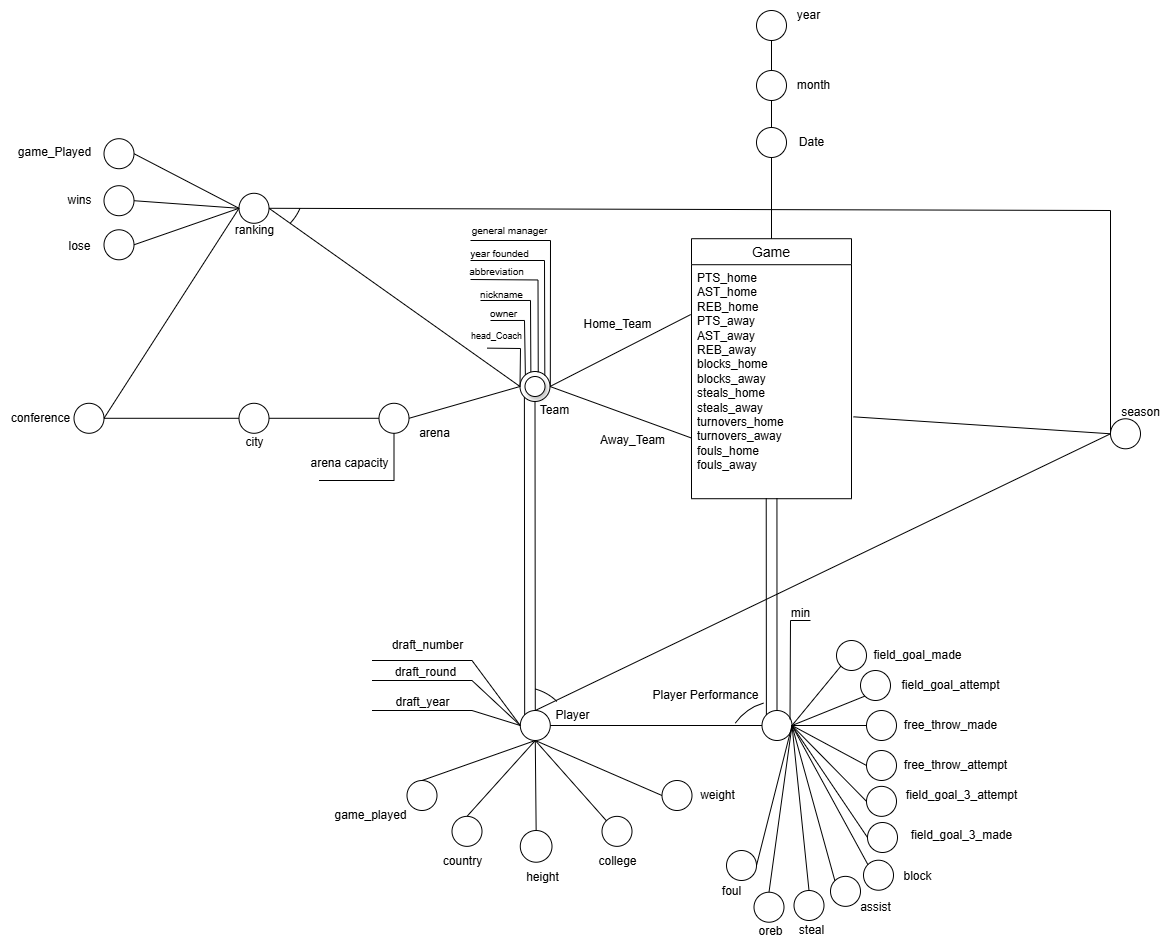 year
month
Date
game_Played
wins
lose
ranking
general manager
year founded
abbreviation
nickname
owner
head_Coach
Team
Home_Team
Away_Team
Game
PTS_home
AST_home
REB_home
PTS_away
AST_away
REB_away
blocks_home
blocks_away
steals_home
steals_away
turnovers_home
turnovers_away
fouls_home
fouls_away
season
conference
city
arena
arena capacity
draft_number
draft_round
draft_year
Player
Player Performance
min
game_played
country
height
college
weight
field_goal_made
field_goal_attempt
free_throw_made
free_throw_attempt
field_goal_3_attempt
field_goal_3_made
block
assist
steal
oreb
foul